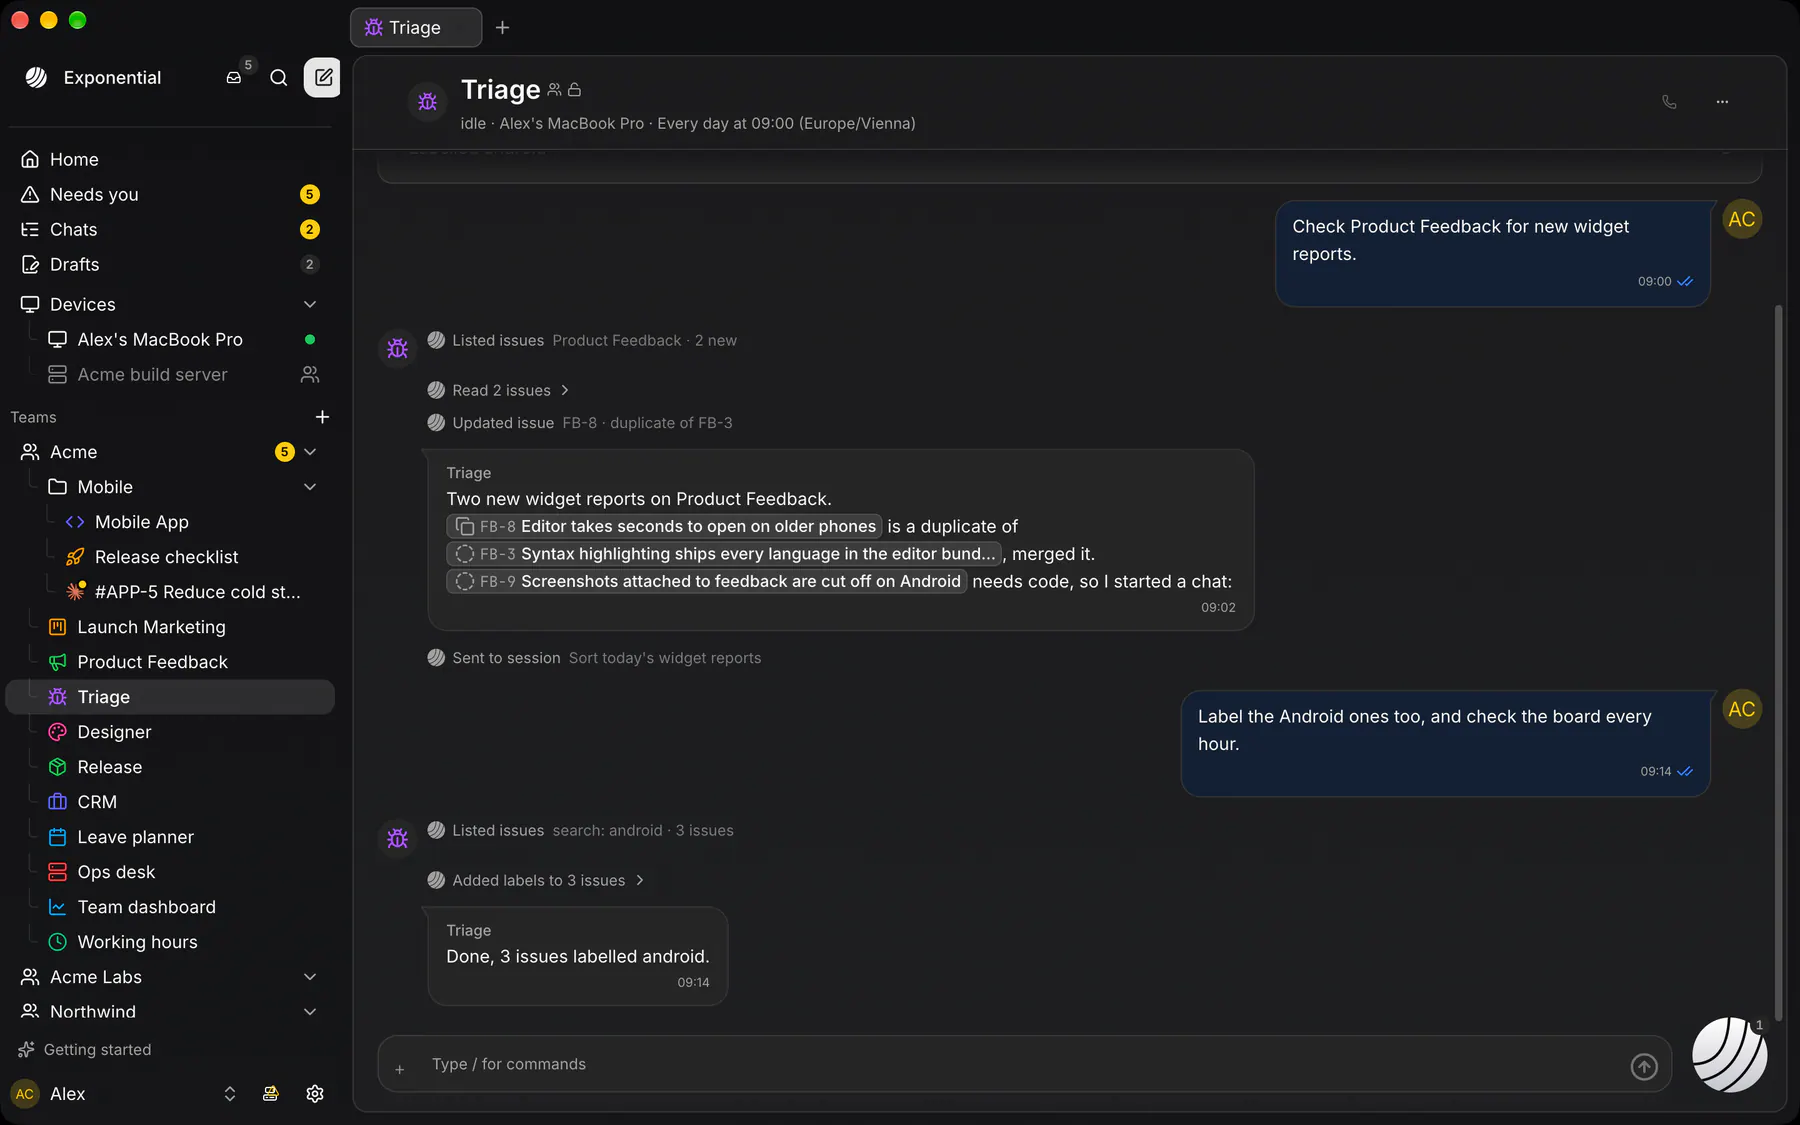 Triage
Exponential
5
Home
Needs you
5
Chats
2
Drafts
2
Devices
Alex's MacBook Pro
Acme build server
Teams
Acme
5
Mobile
Mobile App
Release checklist
#APP-5 Reduce cold st...
Launch Marketing
Product Feedback
Triage
Designer
Release
CRM
Leave planner
Ops desk
Team dashboard
Working hours
Acme Labs
Northwind
Getting started
AC
Alex
Triage
idle · Alex's MacBook Pro · Every day at 09:00 (Europe/Vienna)
Check Product Feedback for new widget
reports.
09:00
AC
Listed issues Product Feedback · 2 new
Read 2 issues
Updated issue FB-8 · duplicate of FB-3
Triage
Two new widget reports on Product Feedback.
FB-8 Editor takes seconds to open on older phones is a duplicate of
FB-3 Syntax highlighting ships every language in the editor bund... , merged it.
FB-9 Screenshots attached to feedback are cut off on Android needs code, so I started a chat:
09:02
Sent to session Sort today's widget reports
Label the Android ones too, and check the board every
hour.
09:14
AC
Listed issues search: android · 3 issues
Added labels to 3 issues
Triage
Done, 3 issues labelled android.
09:14
Type / for commands
1